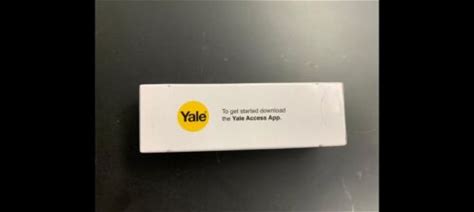 Yale
To get started download
the Yale Access App.